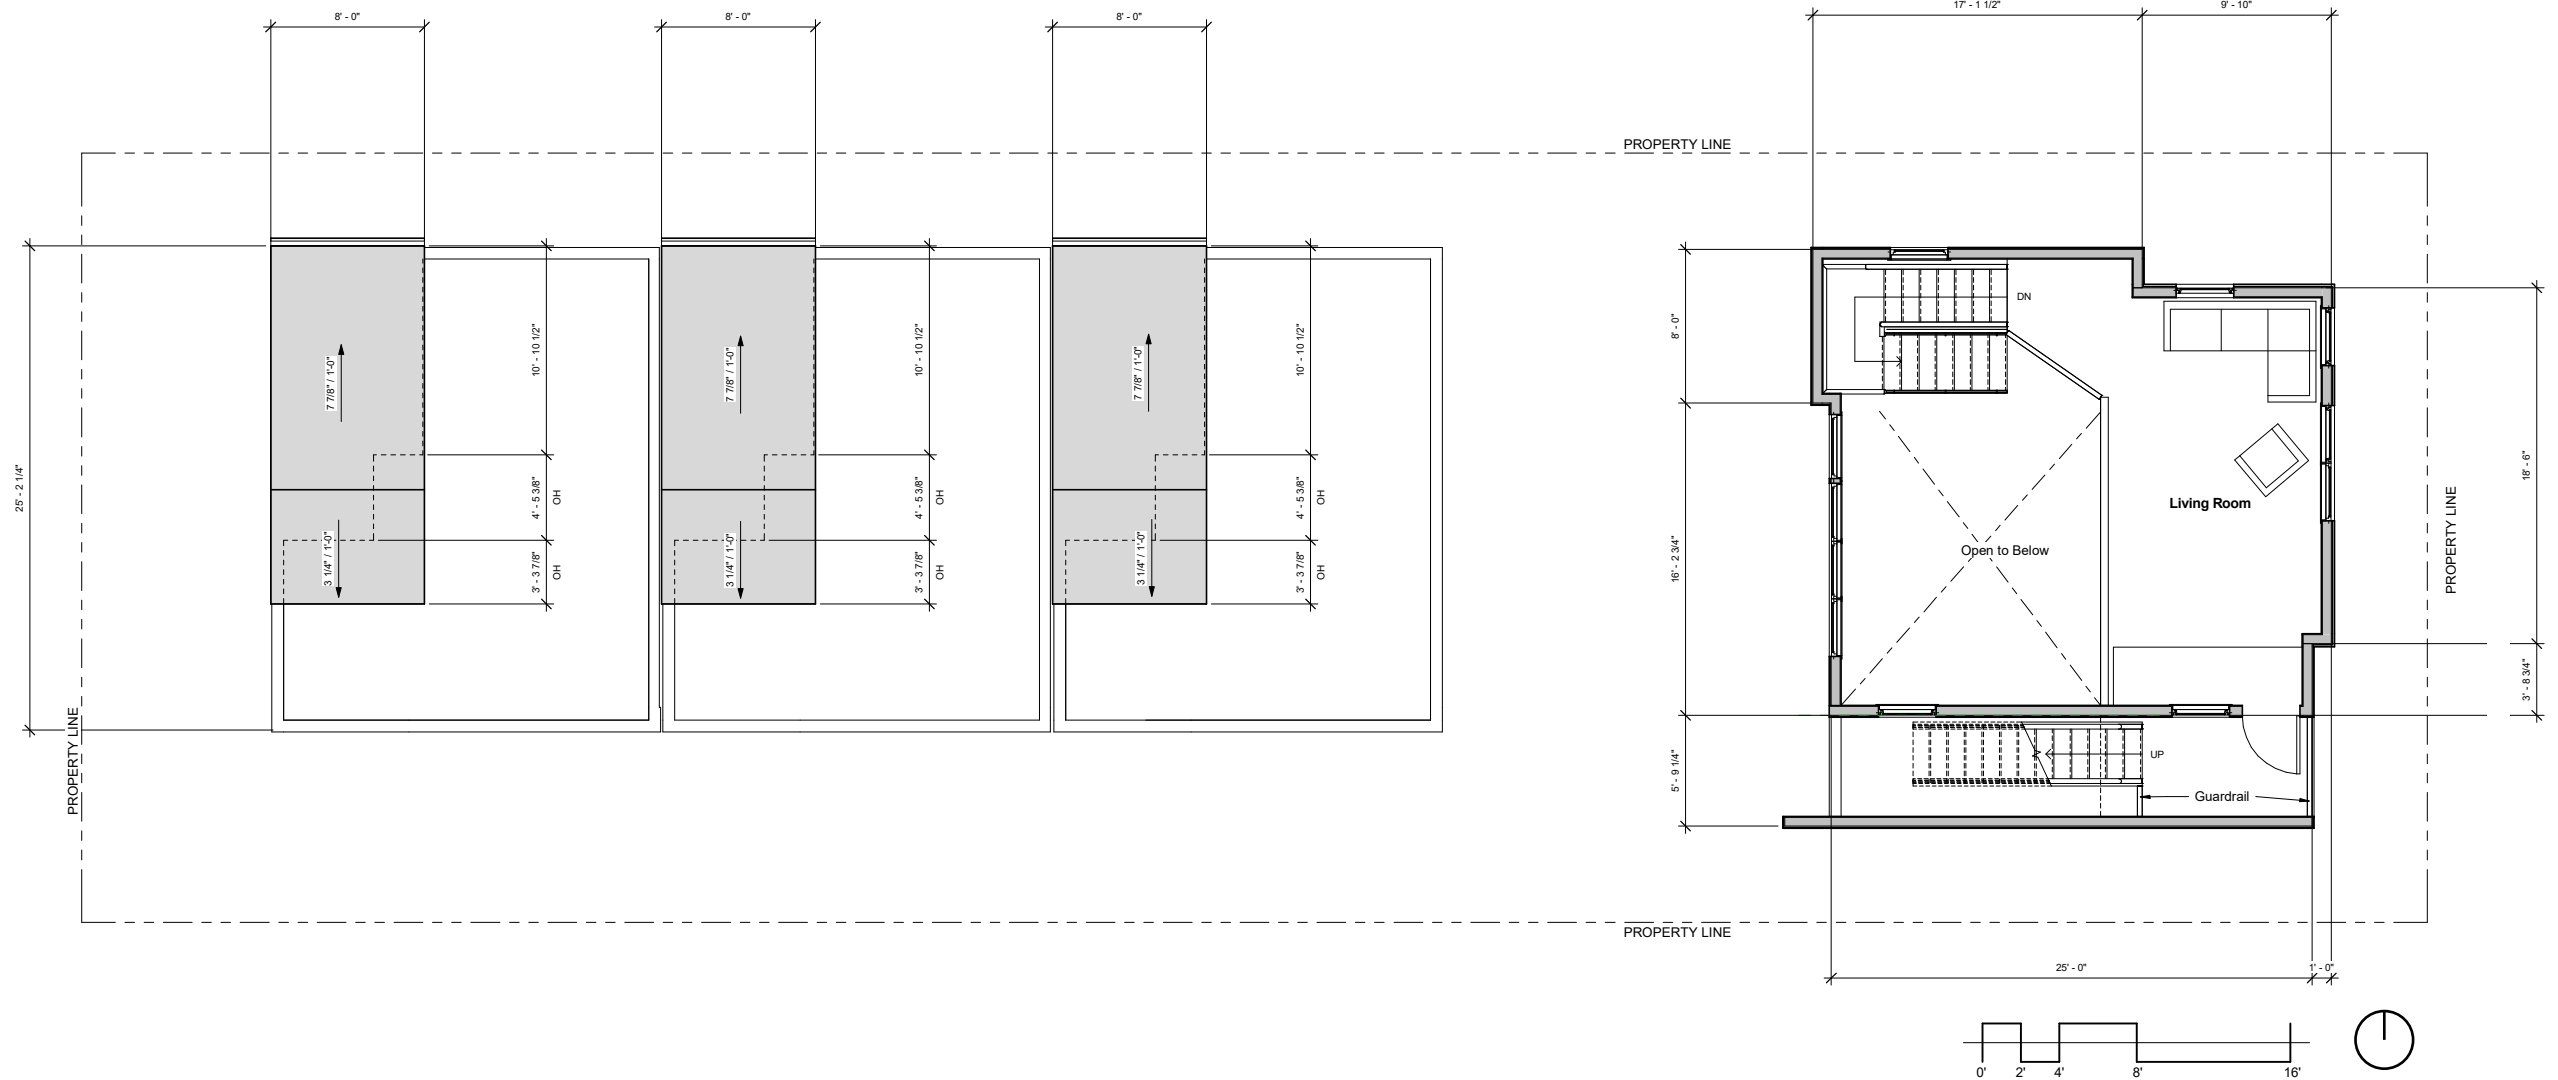 8' - 0"
8' - 0"
8' - 0"
17' - 1 1/2"
9' - 10"
PROPERTY LINE
25' - 2 1/4"
7 7/8" / 1'-0"
3 1/4" / 1'-0"
10' - 10 1/2"
4' - 5 3/8"
OH
3' - 3 7/8"
OH
7 7/8" / 1'-0"
3 1/4" / 1'-0"
10' - 10 1/2"
4' - 5 3/8"
OH
3' - 3 7/8"
OH
7 7/8" / 1'-0"
3 1/4" / 1'-0"
10' - 10 1/2"
4' - 5 3/8"
OH
3' - 3 7/8"
OH
PROPERTY LINE
8' - 0"
16' - 2 3/4"
5' - 9 1/4"
DN
Living Room
Open to Below
UP
Guardrail
PROPERTY LINE
18' - 6"
3' - 8 3/4"
PROPERTY LINE
25' - 0"
1' - 0"
0'
2'
4'
8'
16'